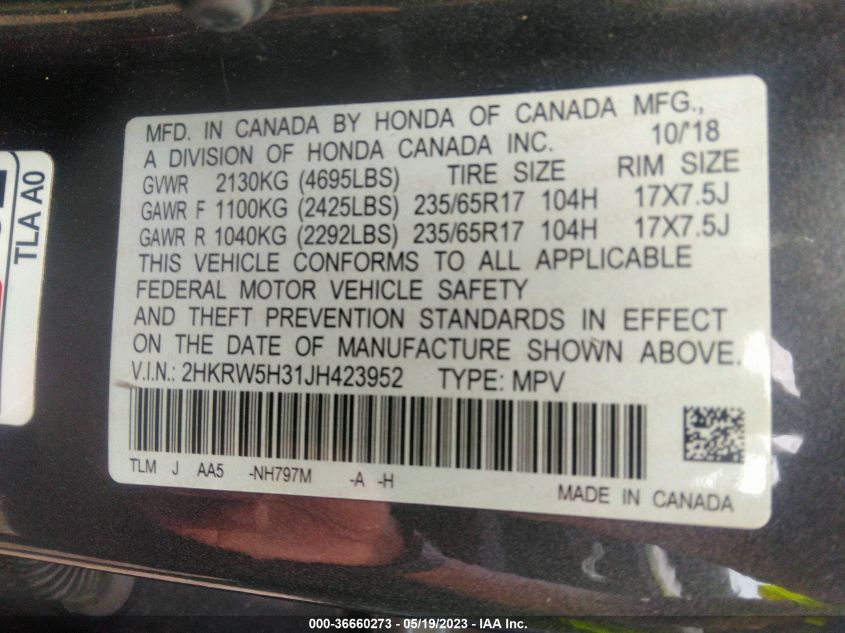 MFD. IN CANADA BY HONDA OF CANADA MFG.,
A DIVISION OF HONDA CANADA INC. 10/'18
GVWR 2130KG (4695LBS) TIRE SIZE RIM SIZE
GAWR F 1100KG (2425LBS) 235/65R17 104H 17X7.5J
GAWR R 1040KG (2292LBS) 235/65R17 104H 17X7.5J
THIS VEHICLE CONFORMS TO ALL APPLICABLE
FEDERAL MOTOR VEHICLE SAFETY
AND THEFT PREVENTION STANDARDS IN EFFECT
ON THE DATE OF MANUFACTURE SHOWN ABOVE.
V.I.N.: 2HKRW5H31JH423952 TYPE: MPV
TLM J AA5 -NH797M -A -H
MADE IN CANADA
TLA A0
000-36660273 - 05/19/2023 - IAA Inc.